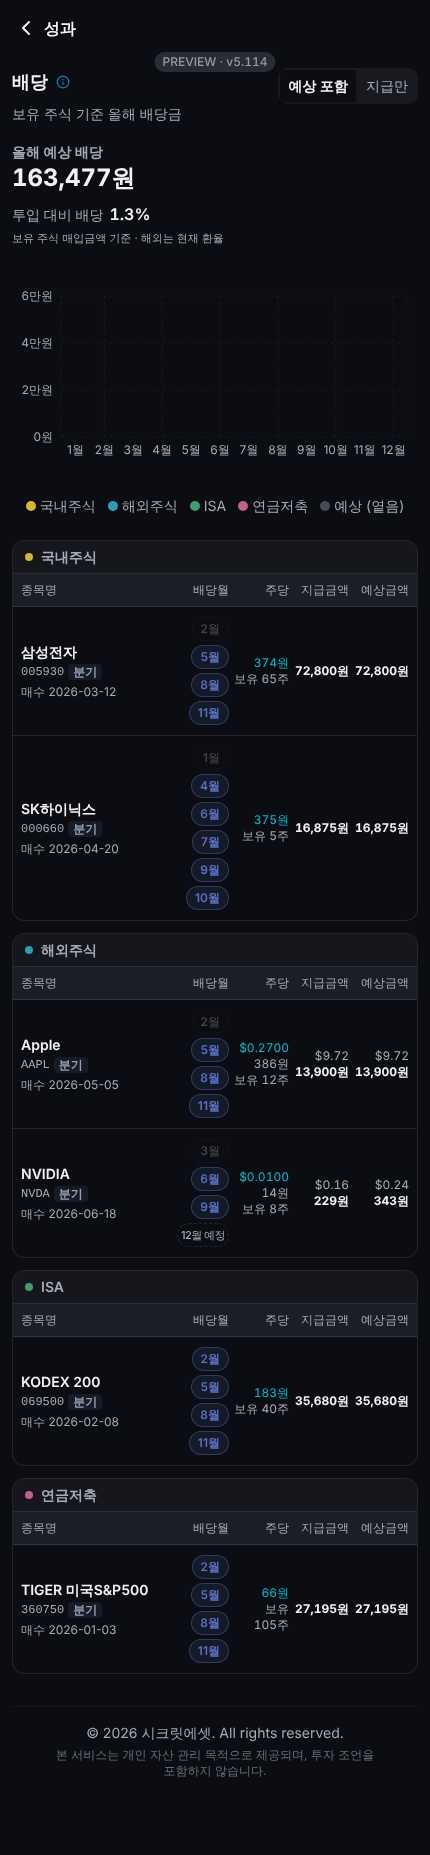 성과
PREVIEW · v5.114
배당
예상 포함 지급만
보유 주식 기준 올해 배당금
올해 예상 배당
163,477원
투입 대비 배당 1.3%
보유 주식 매입금액 기준 · 해외는 현재 환율
6만원
4만원
2만원
0원
1월 2월 3월 4월 5월 6월 7월 8월 9월 10월 11월 12월
국내주식 해외주식 ISA 연금저축 예상 (옅음)
국내주식
종목명 배당월 주당 지급금액 예상금액
삼성전자
005930 분기
매수 2026-03-12
2월
5월
8월
11월
374원
보유 65주
72,800원 72,800원
SK하이닉스
000660 분기
매수 2026-04-20
1월
4월
6월
7월
9월
10월
375원
보유 5주
16,875원 16,875원
해외주식
종목명 배당월 주당 지급금액 예상금액
Apple
AAPL 분기
매수 2026-05-05
2월
5월
8월
11월
$0.2700
386원
보유 12주
$9.72 $9.72
13,900원 13,900원
NVIDIA
NVDA 분기
매수 2026-06-18
3월
6월
9월
12월 예정
$0.0100
14원
보유 8주
$0.16 $0.24
229원 343원
ISA
종목명 배당월 주당 지급금액 예상금액
KODEX 200
069500 분기
매수 2026-02-08
2월
5월
8월
11월
183원
보유 40주
35,680원 35,680원
연금저축
종목명 배당월 주당 지급금액 예상금액
TIGER 미국S&P500
360750 분기
매수 2026-01-03
2월
5월
8월
11월
66원
보유
105주
27,195원 27,195원
© 2026 시크릿에셋. All rights reserved.
본 서비스는 개인 자산 관리 목적으로 제공되며, 투자 조언을
포함하지 않습니다.